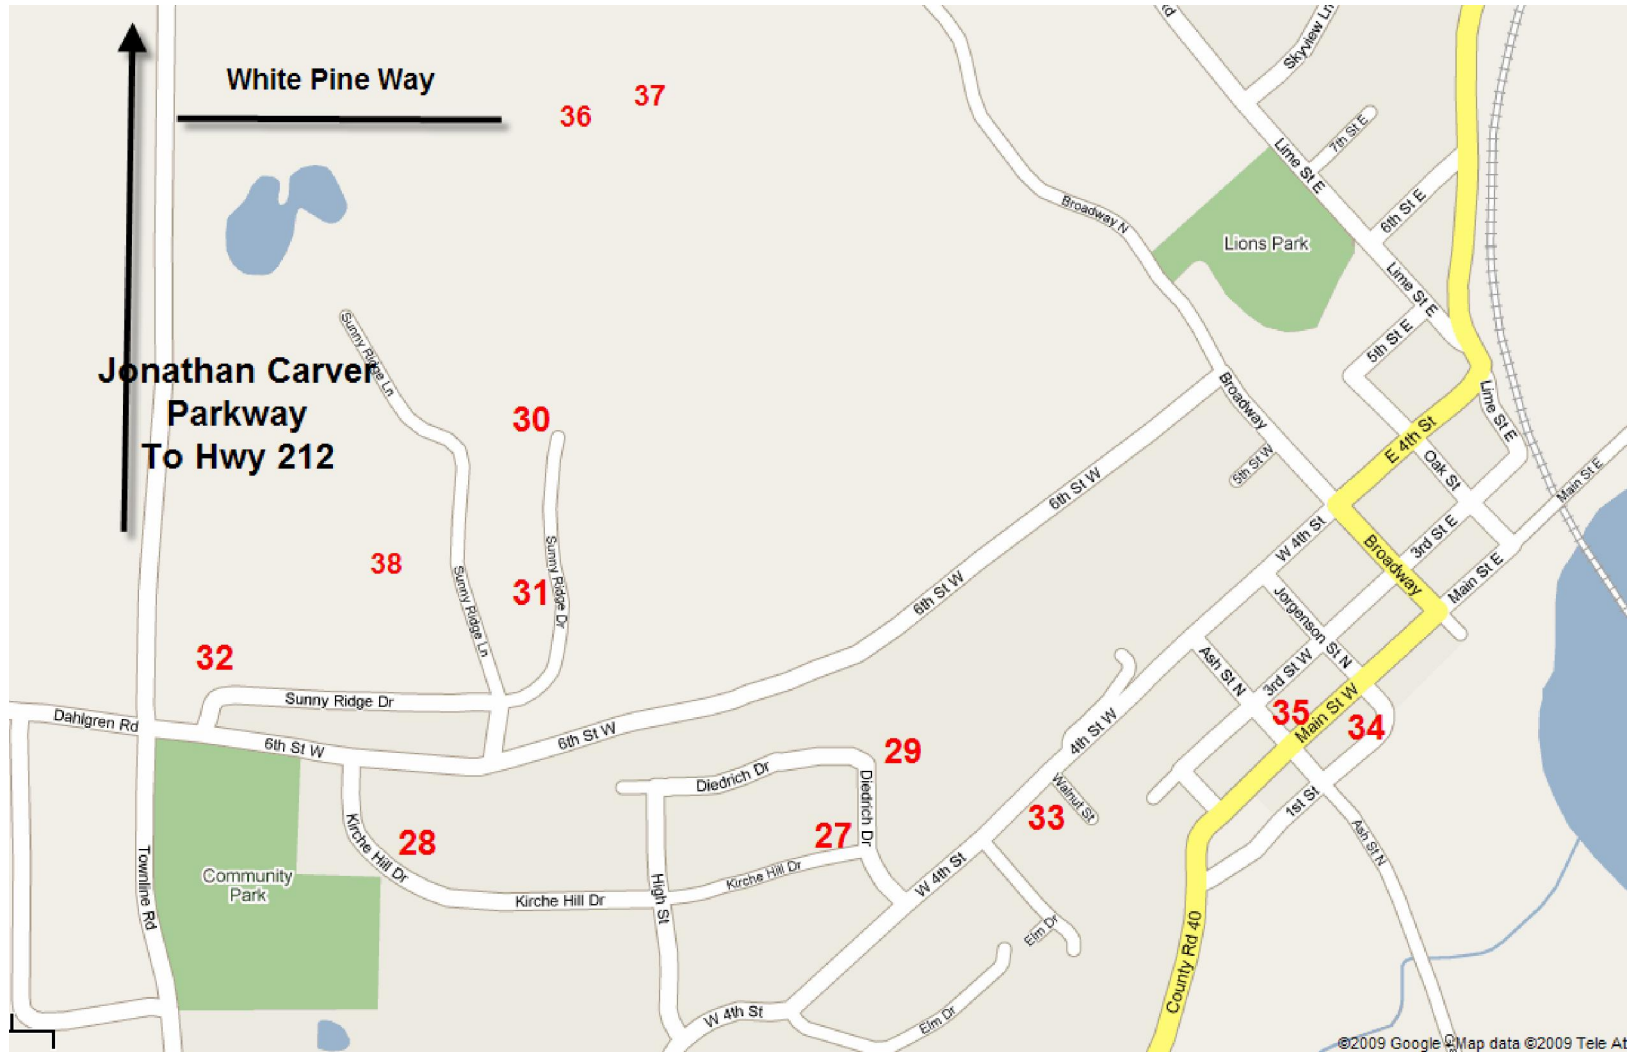 Rd
Skyview Ln
White Pine Way
37
36
7th St E
Lime St E
6th St E
Broadway N
Lions Park
Lime St E
Sunny Ridge Ln
5th St E
Jonathan Carver
Parkway
To Hwy 212
30
Broadway
Lime St E
E 4th St
5th St W
Oak St
Main St E
6th St W
W 4th St
3rd St E
38
31
Sunny Ridge Dr
Sunny Ridge Ln
6th St W
Broadway
Main St E
Jorgenson St N
32
Ash St N
3rd St W
Sunny Ridge Dr
Main St W
35
34
Dahlgren Rd
6th St W
6th St W
4th St W
29
Diedrich Dr
Diedrich Dr
Walnut St
33
1st St
27
28
Kirche Hill Dr
Ash St N
Community
Park
Townline Rd
Kirche Hill Dr
W 4th St
High St
Kirche Hill Dr
Elm Dr
County Rd 40
W 4th St
Elm Dr
©2009 Google - Map data ©2009 Tele At